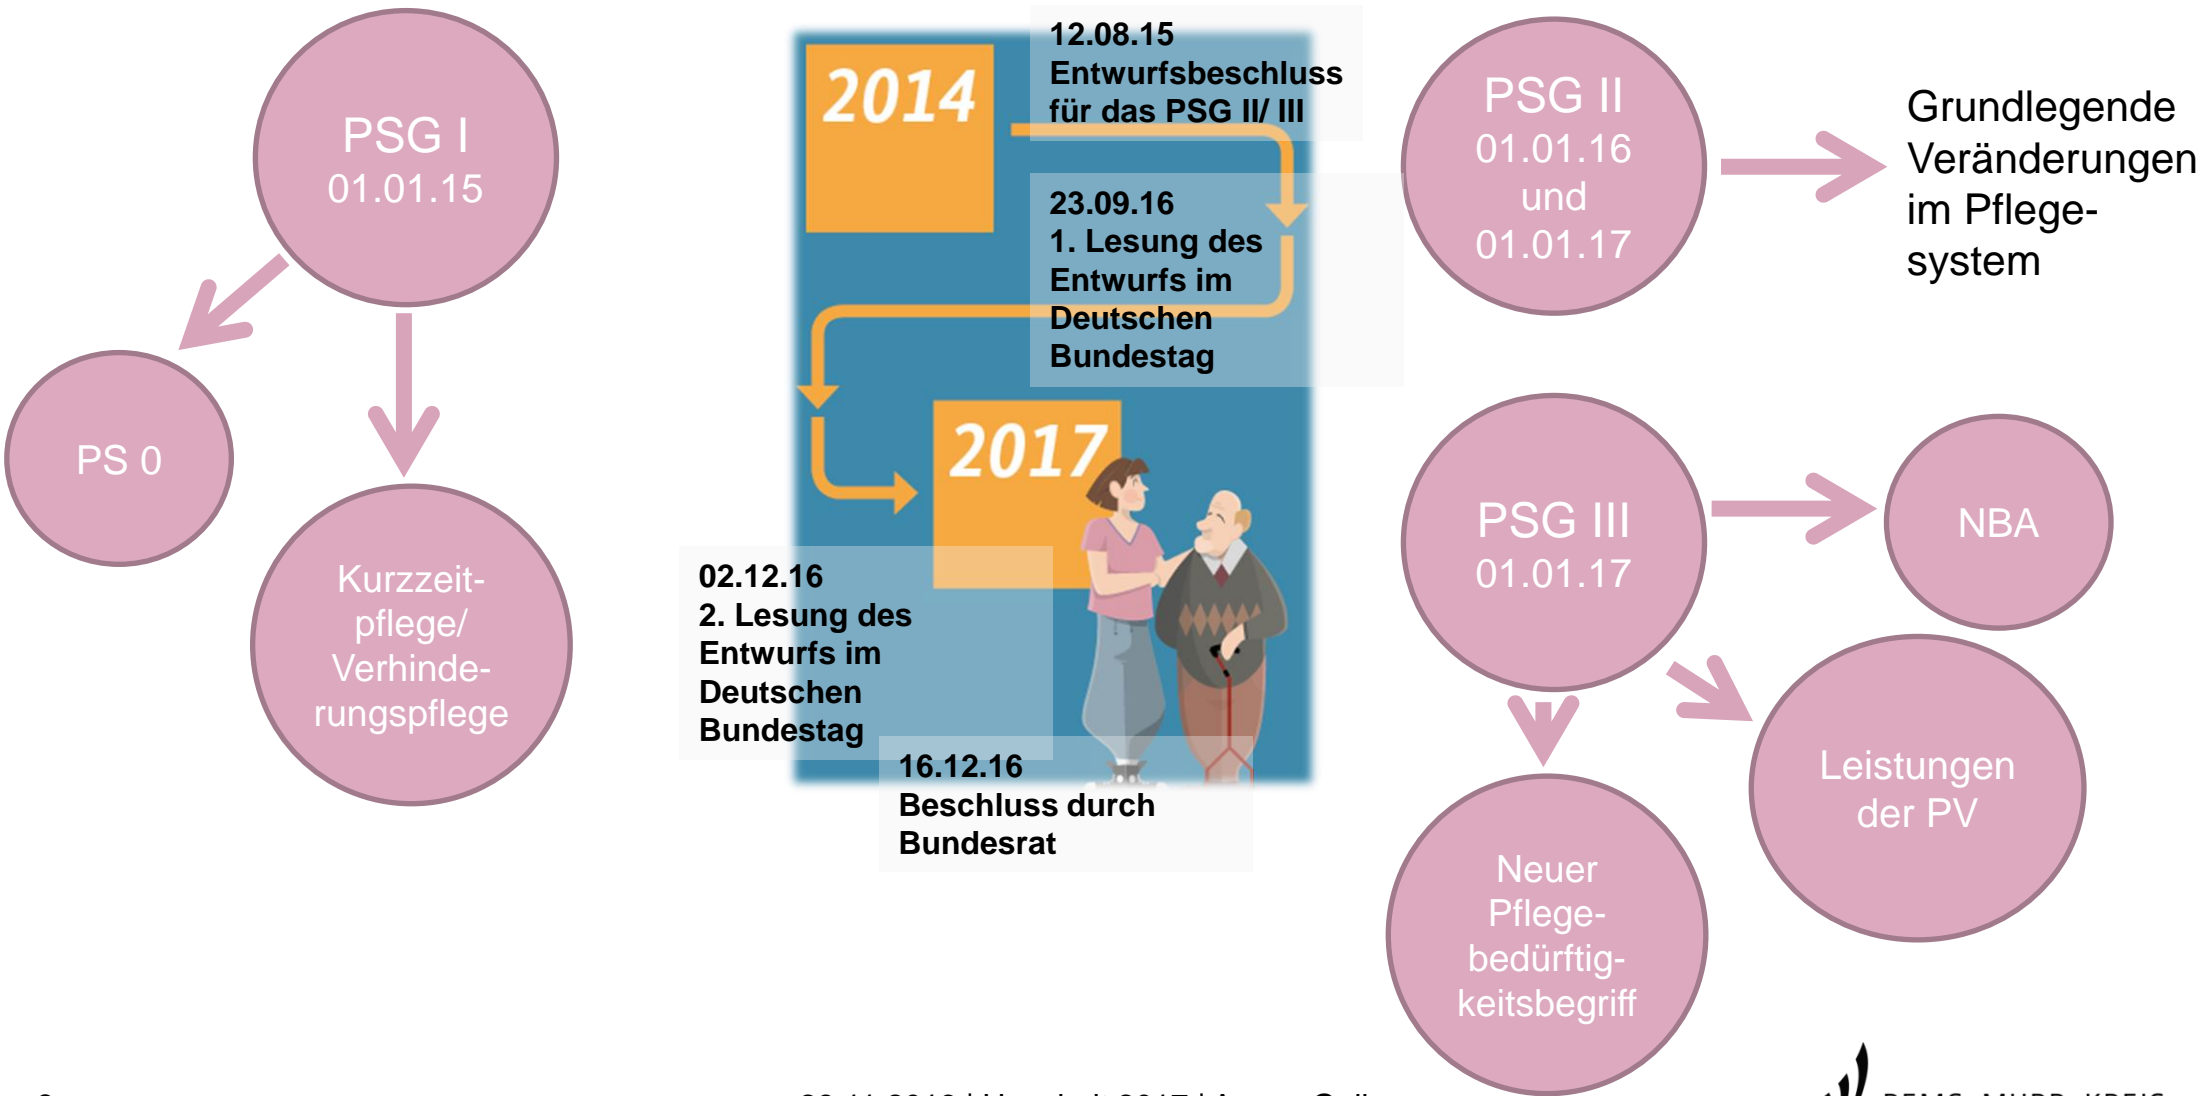 PSG I
01.01.15
PS 0
Kurzzeit-
pflege/
Verhinde-
rungspflege
2014
12.08.15
Entwurfsbeschluss
für das PSG II/ III
23.09.16
1. Lesung des
Entwurfs im
Deutschen
Bundestag
2017
02.12.16
2. Lesung des
Entwurfs im
Deutschen
Bundestag
16.12.16
Beschluss durch
Bundesrat
PSG II
01.01.16
und
01.01.17
Grundlegende
Veränderungen
im Pflege-
system
PSG III
01.01.17
NBA
Leistungen
der PV
Neuer
Pflege-
bedürftig-
keitsbegriff
REMS-MURR-KREIS